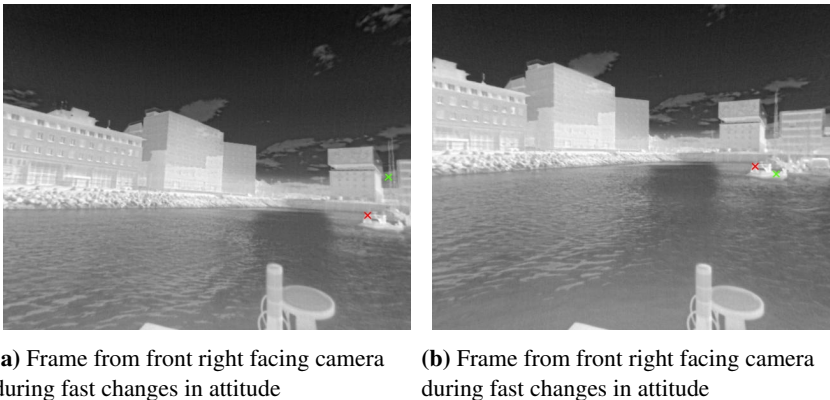 a) Frame from front right facing camera
during fast changes in attitude
(b) Frame from front right facing camera
during fast changes in attitude